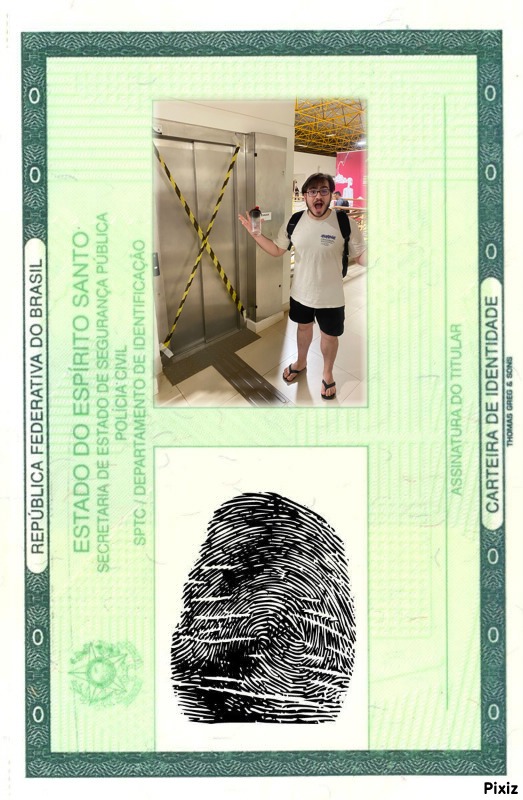 REPÚBLICA FEDERATIVA DO BRASIL
ESTADO DO ESPÍRITO SANTO
SECRETARIA DE ESTADO DE SEGURANÇA PÚBLICA
POLÍCIA CIVIL
SPTC / DEPARTAMENTO DE IDENTIFICAÇÃO
ASSINATURA DO TITULAR
CARTEIRA DE IDENTIDADE
THOMAS GREG & SONS
0 0
0 0
0
0 0
0 0
0 0
Pixiz